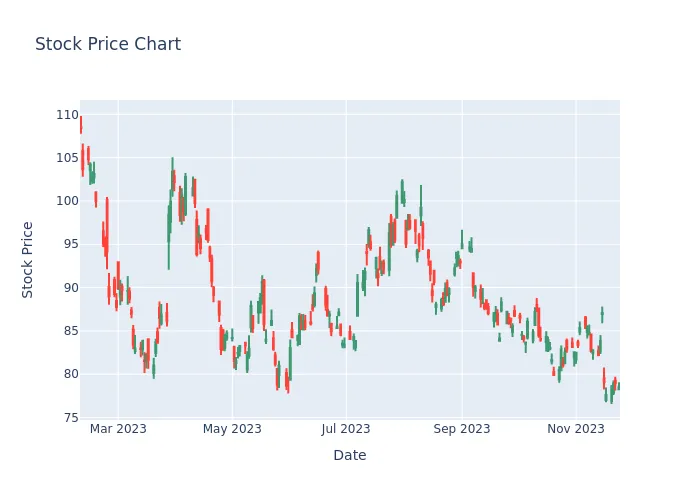 Stock Price Chart
110
105
100
95
90
85
80
75
Stock Price
Mar 2023
May 2023
Jul 2023
Sep 2023
Nov 2023
Date